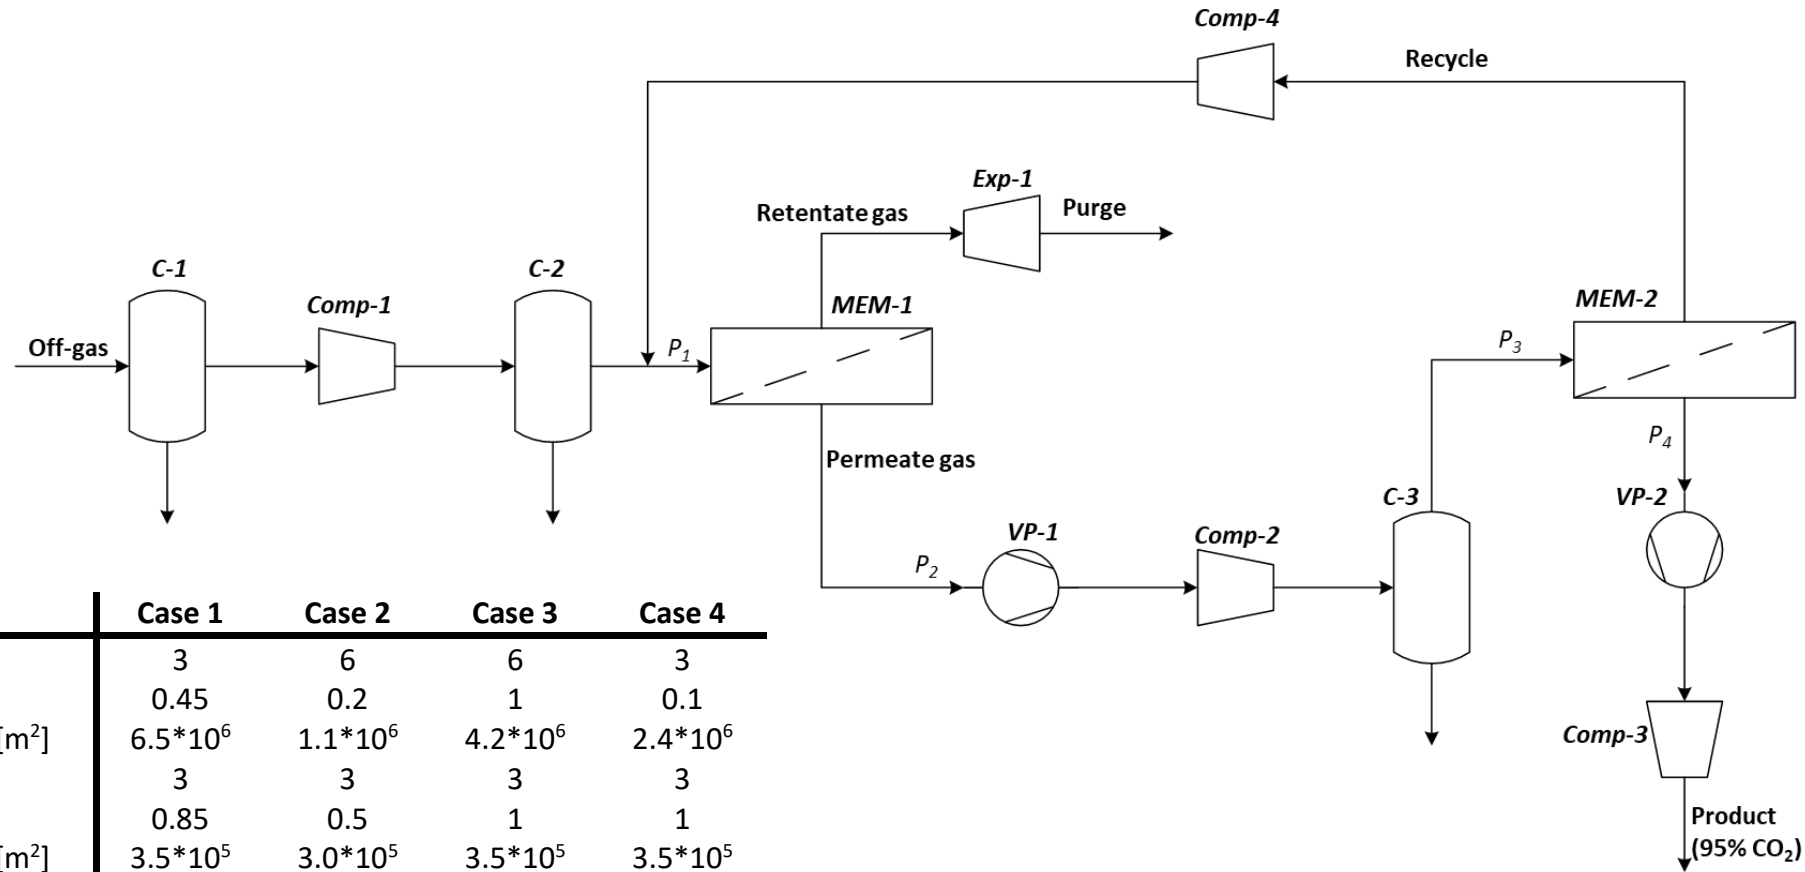 Comp-4
Recycle
Exp-1
Retentate gas
Purge
C-1
C-2
Comp-1
MEM-1
MEM-2
Off-gas
P₁
P₃
P₄
Permeate gas
C-3
VP-2
VP-1
Comp-2
P₂
Comp-3
Product
(95% CO₂)
Case 1 Case 2 Case 3 Case 4
3 6 6 3
0.45 0.2 1 0.1
[m²] 6.5*10⁶ 1.1*10⁶ 4.2*10⁶ 2.4*10⁶
3 3 3 3
0.85 0.5 1 1
[m²] 3.5*10⁵ 3.0*10⁵ 3.5*10⁵ 3.5*10⁵